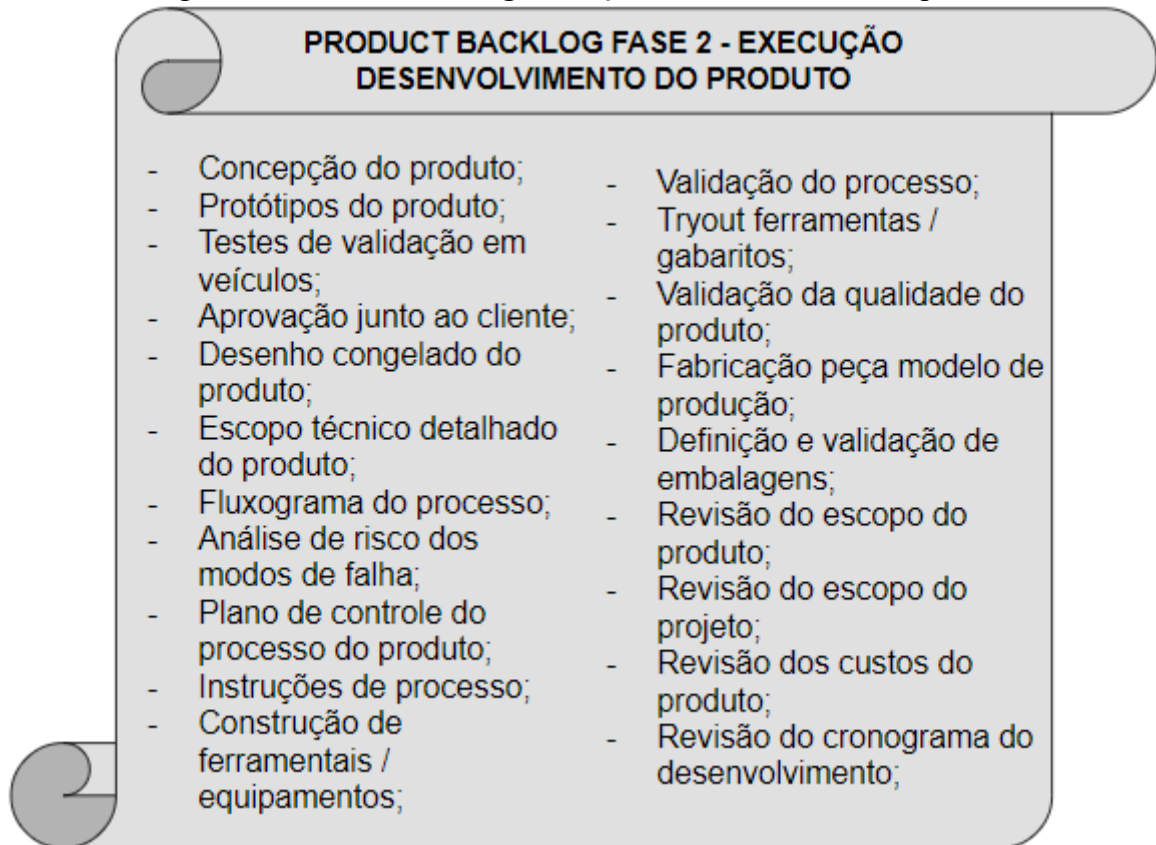 PRODUCT BACKLOG FASE 2 - EXECUÇÃO
DESENVOLVIMENTO DO PRODUTO
- Concepção do produto;
- Protótipos do produto;
- Testes de validação em
veículos;
- Aprovação junto ao cliente;
- Desenho congelado do
produto;
- Escopo técnico detalhado
do produto;
- Fluxograma do processo;
- Análise de risco dos
modos de falha;
- Plano de controle do
processo do produto;
- Instruções de processo;
- Construção de
ferramentais /
equipamentos;
- Validação do processo;
- Tryout ferramentas /
gabaritos;
- Validação da qualidade do
produto;
- Fabricação peça modelo de
produção;
- Definição e validação de
embalagens;
- Revisão do escopo do
produto;
- Revisão do escopo do
projeto;
- Revisão dos custos do
produto;
- Revisão do cronograma do
desenvolvimento;